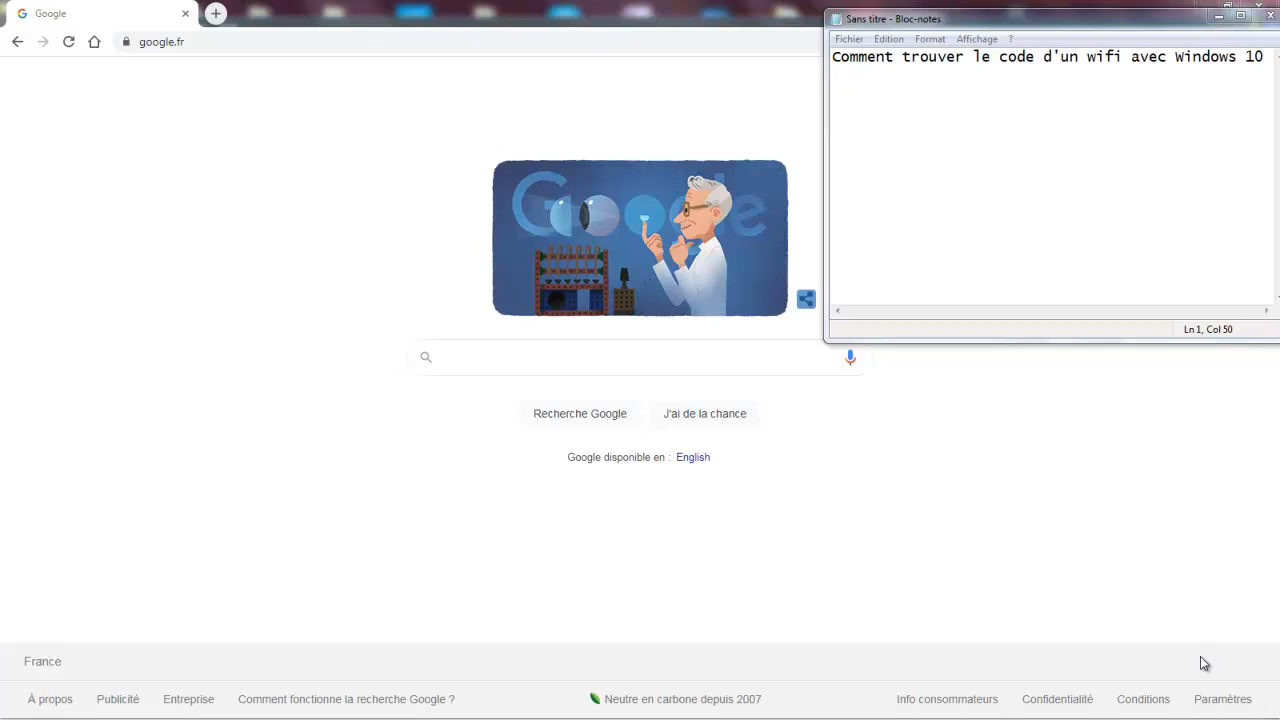 Google
google.fr
Sans titre - Bloc-notes
Fichier Edition Format Affichage ?
Comment trouver le code d'un wifi avec Windows 10
Ln 1, Col 50
Google
Recherche Google J'ai de la chance
Google disponible en : English
France
À propos Publicité Entreprise Comment fonctionne la recherche Google ? Neutre en carbone depuis 2007 Info consommateurs Confidentialité Conditions Paramètres